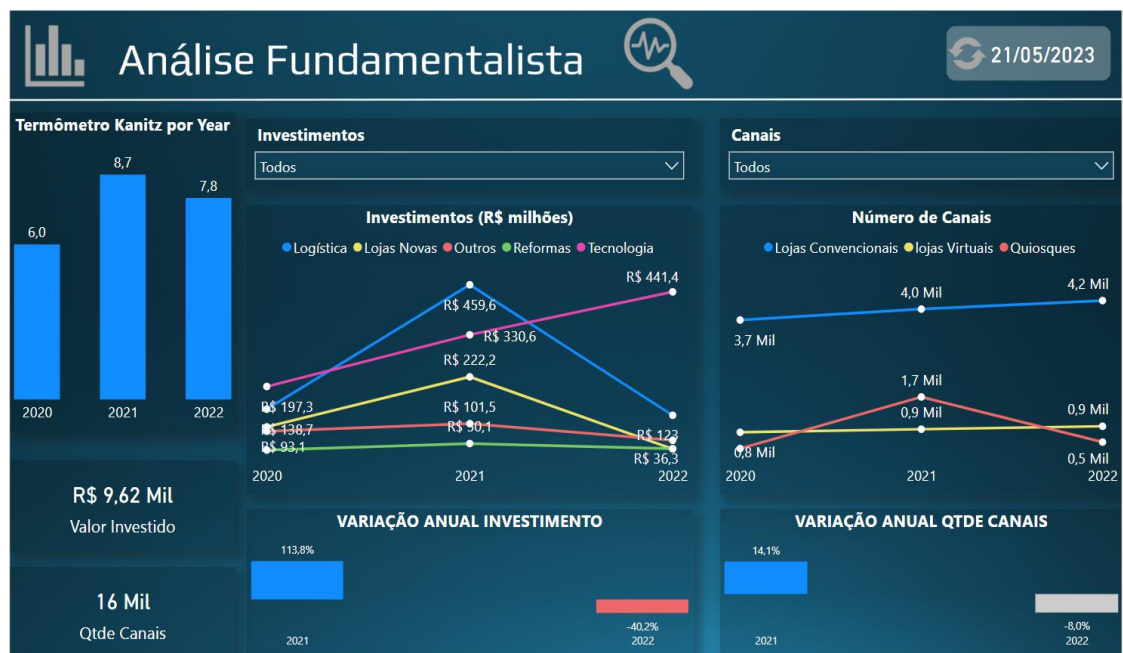 Análise Fundamentalista
21/05/2023
Termômetro Kanitz por Year
8,7
7,8
6,0
2020
2021
2022
R$ 9,62 Mil
Valor Investido
16 Mil
Qtde Canais
Investimentos
Todos
Canais
Todos
Investimentos (R$ milhões)
Logística Lojas Novas Outros Reformas Tecnologia
R$ 441,4
R$ 459,6
R$ 330,6
R$ 222,2
R$ 197,3
R$ 101,5
R$ 138,7
R$ 90,1
R$ 123
R$ 93,1
R$ 36,3
2020
2021
2022
Número de Canais
Lojas Convencionais lojas Virtuais Quiosques
4,2 Mil
4,0 Mil
3,7 Mil
1,7 Mil
0,9 Mil
0,9 Mil
0,8 Mil
0,5 Mil
2020
2021
2022
VARIAÇÃO ANUAL INVESTIMENTO
113,8%
-40,2%
2021
2022
VARIAÇÃO ANUAL QTDE CANAIS
14,1%
-8,0%
2021
2022